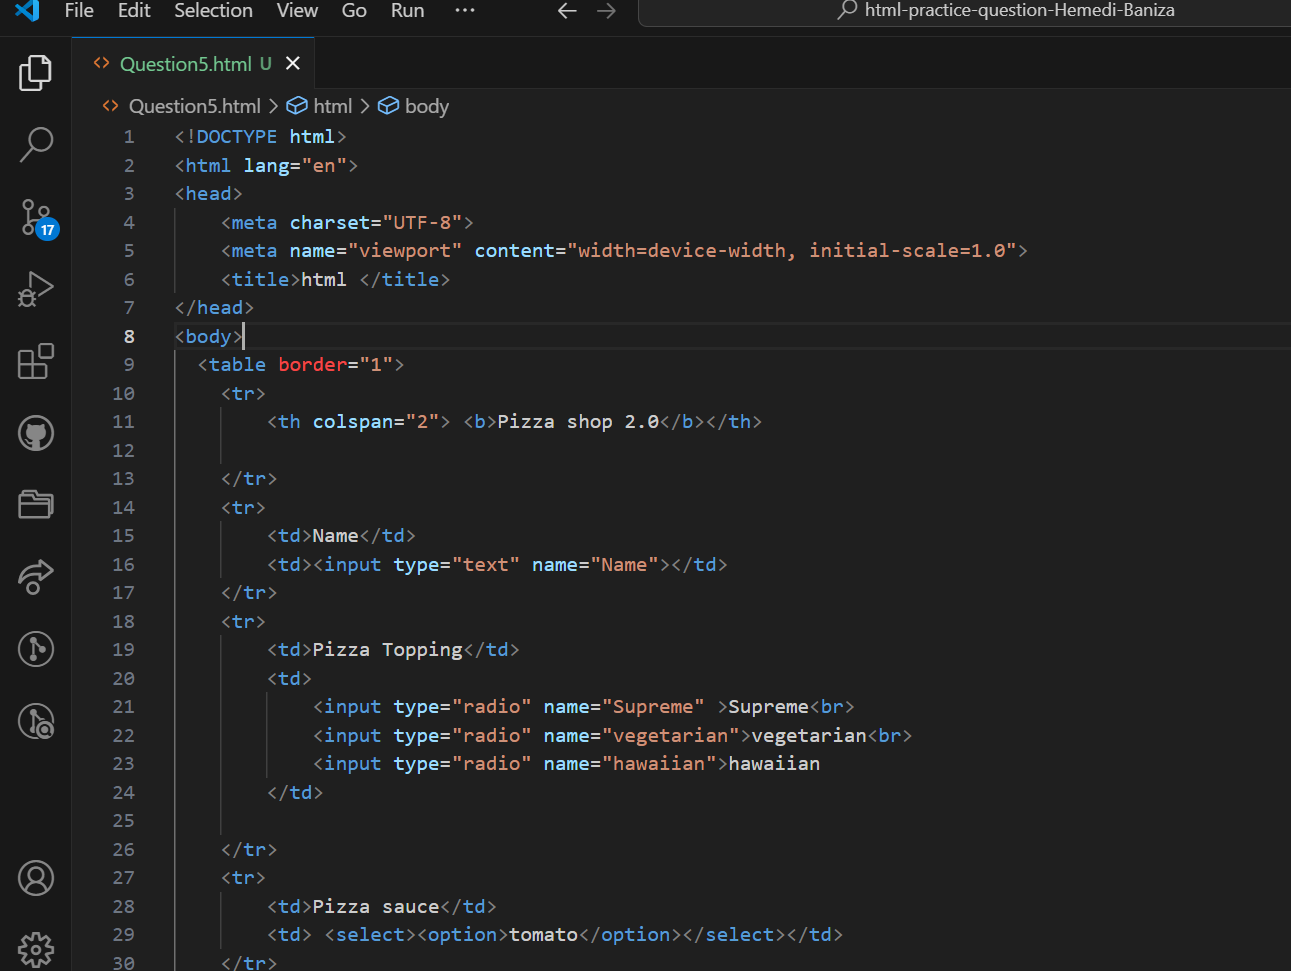 File Edit Selection View Go Run ··· html-practice-question-Hemedi-Baniza
Question5.html U
Question5.html > html > body
1 <!DOCTYPE html>
2 <html lang="en">
3 <head>
4 <meta charset="UTF-8">
5 <meta name="viewport" content="width=device-width, initial-scale=1.0">
6 <title>html </title>
7 </head>
8 <body>
9 <table border="1">
10 <tr>
11 <th colspan="2"> <b>Pizza shop 2.0</b></th>
12
13 </tr>
14 <tr>
15 <td>Name</td>
16 <td><input type="text" name="Name"></td>
17 </tr>
18 <tr>
19 <td>Pizza Topping</td>
20 <td>
21 <input type="radio" name="Supreme" >Supreme<br>
22 <input type="radio" name="vegetarian">vegetarian<br>
23 <input type="radio" name="hawaiian">hawaiian
24 </td>
25
26 </tr>
27 <tr>
28 <td>Pizza sauce</td>
29 <td> <select><option>tomato</option></select></td>
30 </tr>
17